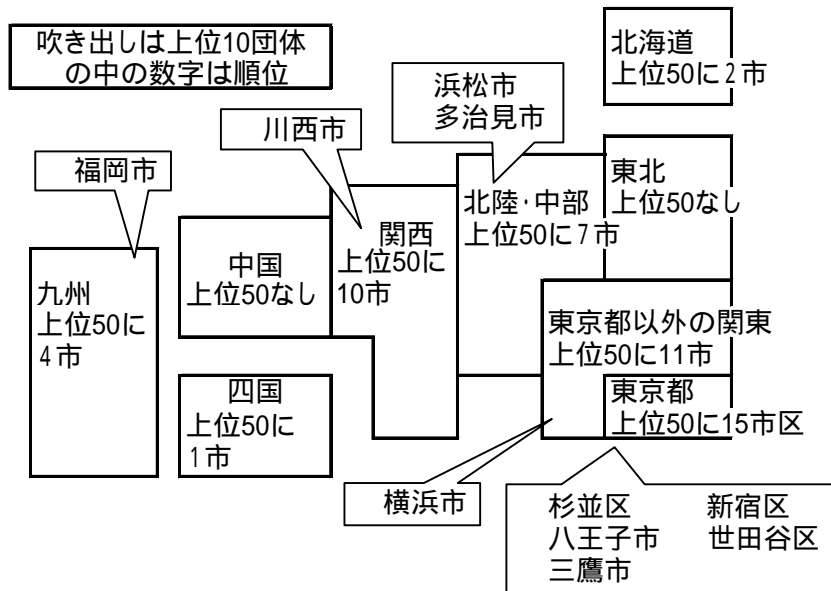 吹き出しは上位10団体
の中の数字は順位
北海道
上位50に2市
浜松市
多治見市
川西市
福岡市
東北
上位50なし
北陸･中部
上位50に7市
関西
上位50に
10市
中国
上位50なし
九州
上位50に
4市
東京都以外の関東
上位50に11市
東京都
上位50に15市区
四国
上位50に
1市
横浜市
杉並区 新宿区
八王子市 世田谷区
三鷹市